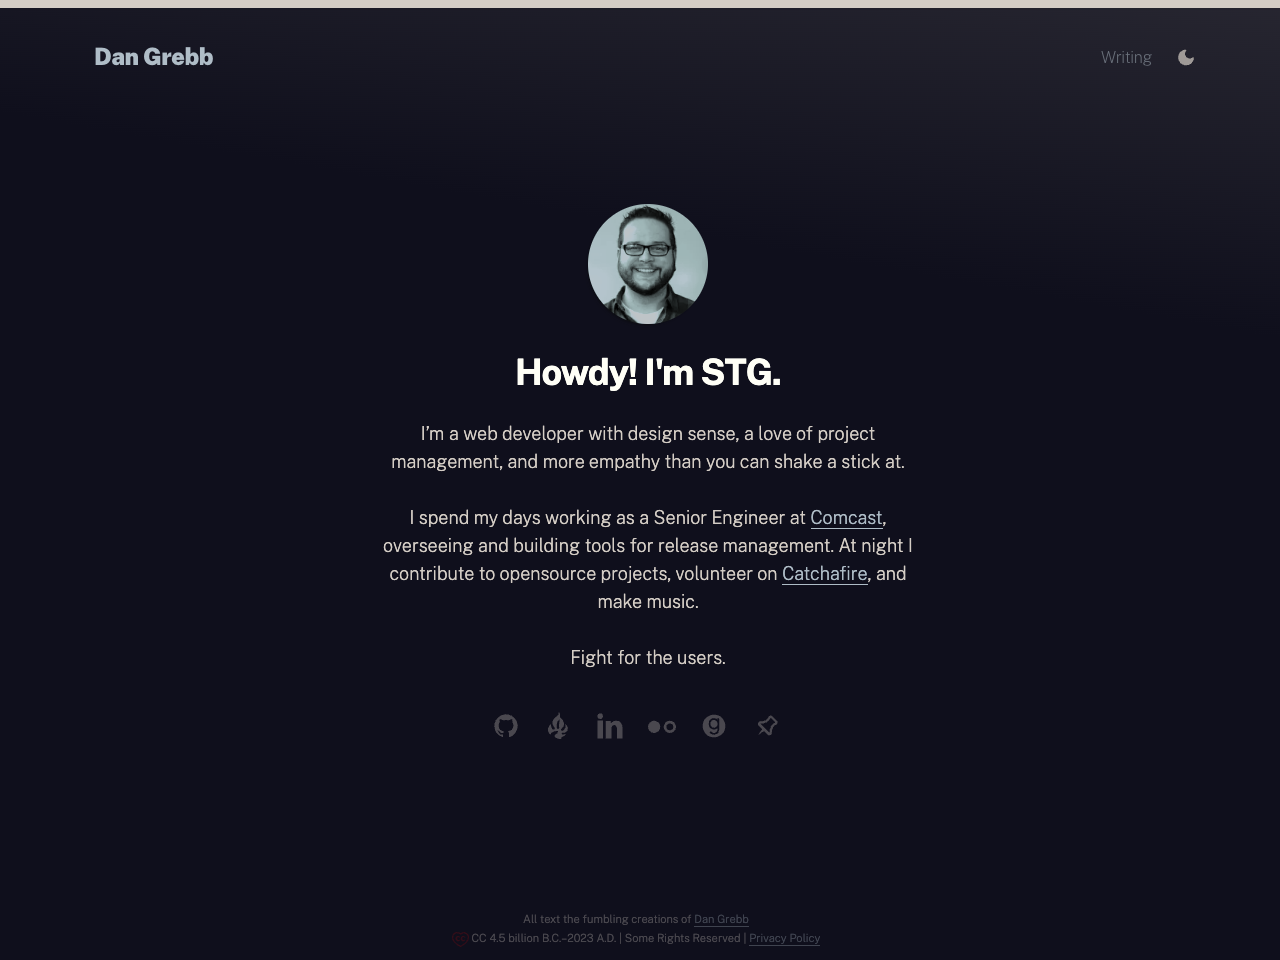 Dan Grebb
Writing
Howdy! I'm STG.
I’m a web developer with design sense, a love of project
management, and more empathy than you can shake a stick at.
I spend my days working as a Senior Engineer at Comcast,
overseeing and building tools for release management. At night I
contribute to opensource projects, volunteer on Catchafire, and
make music.
Fight for the users.
All text the fumbling creations of Dan Grebb
CC 4.5 billion B.C.–2023 A.D. | Some Rights Reserved | Privacy Policy